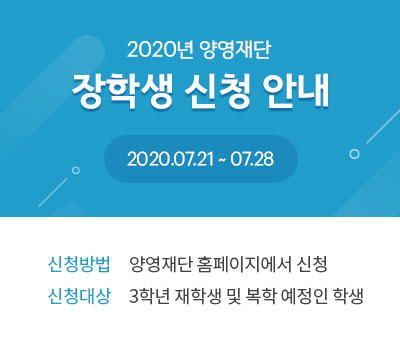 2020년 양영재단
장학생 신청 안내
2020.07.21 ~ 07.28
신청방법 양영재단 홈페이지에서 신청
신청대상 3학년 재학생 및 복학 예정인 학생